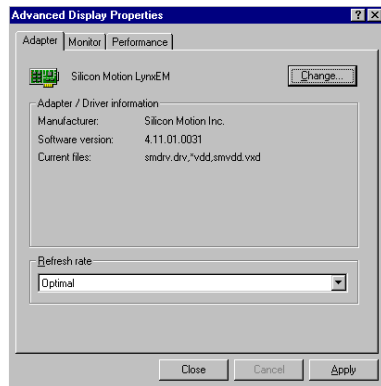 Advanced Display Properties
Adapter Monitor Performance
Silicon Motion LynxEM Change...
Adapter / Driver information
Manufacturer: Silicon Motion Inc.
Software version: 4.11.01.0031
Current files: smdrv.drv,*vdd,smvdd.vxd
Refresh rate
Optimal
Close Cancel Apply